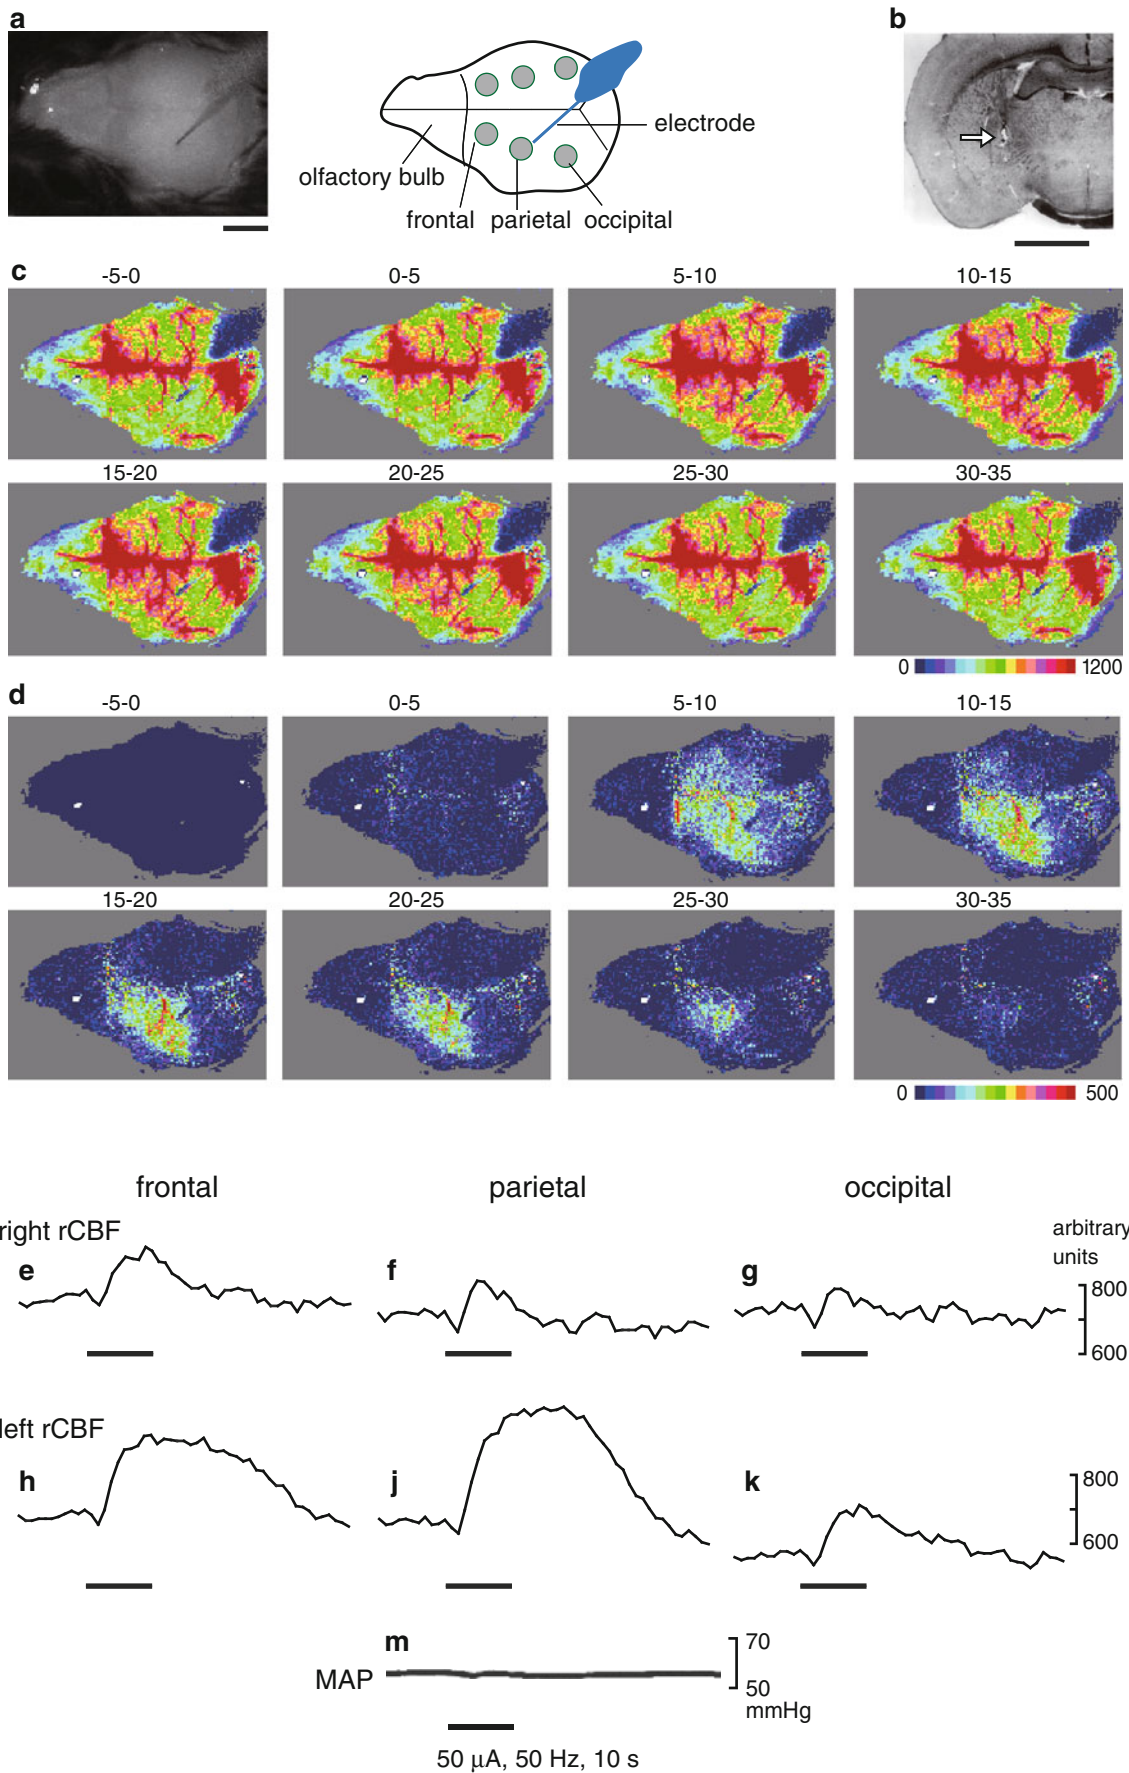 a
b
electrode
olfactory bulb
frontal parietal occipital
c
-5-0 0-5 5-10 10-15
15-20 20-25 25-30 30-35
0 1200
d
-5-0 0-5 5-10 10-15
15-20 20-25 25-30 30-35
0 500
frontal parietal occipital
right rCBF
arbitrary
units
e f g
800
600
left rCBF
h j k
800
600
m
MAP
70
50
mmHg
50 μA, 50 Hz, 10 s